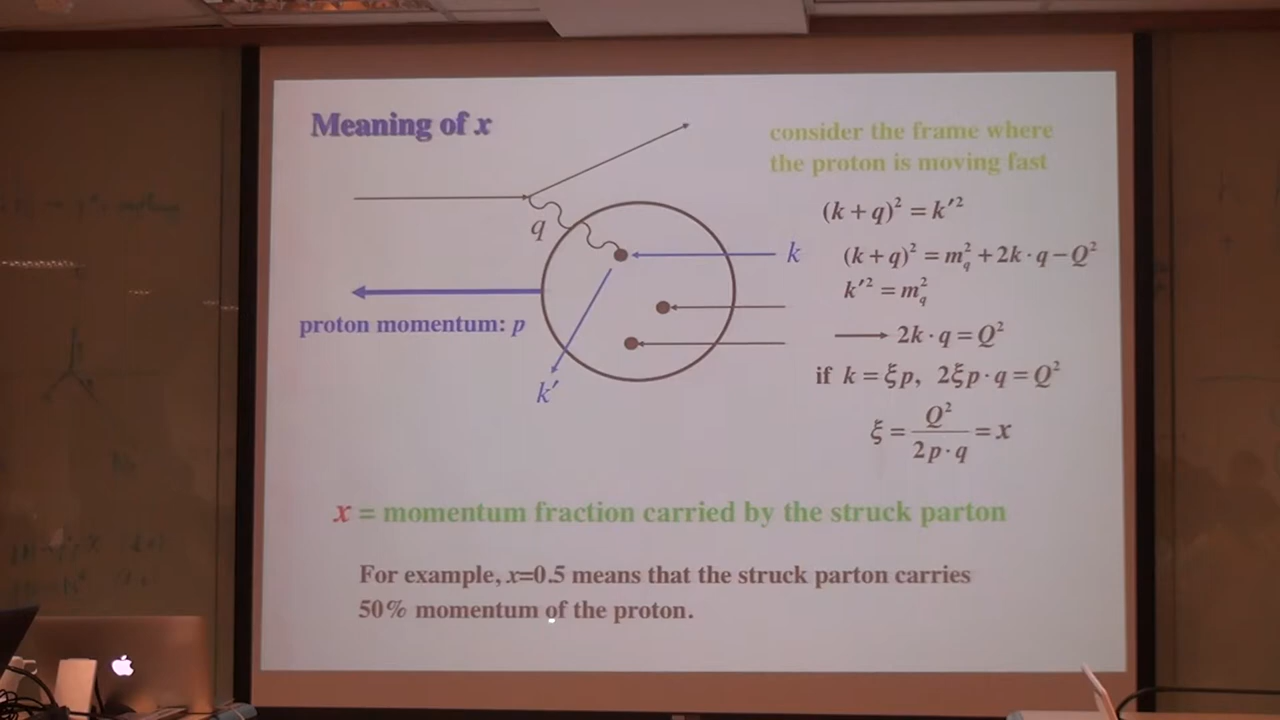 Meaning of x
consider the frame where
the proton is moving fast
(k + q)² = k′²
q
k
(k + q)² = m_q² + 2k · q − Q²
k′² = m_q²
proton momentum: p
⟶ 2k · q = Q²
k′
if k = ξp, 2ξp · q = Q²
ξ = Q² / 2p · q = x
x = momentum fraction carried by the struck parton
For example, x=0.5 means that the struck parton carries
50% momentum of the proton.